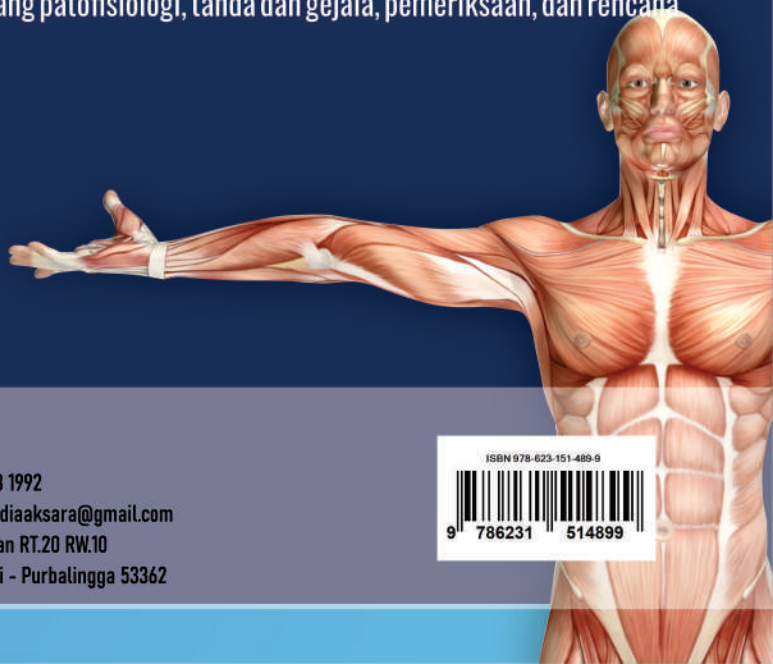 ang patofisiologi, tanda dan gejala, pemeriksaan, dan rencana
3 1992
diaaksara@gmail.com
an RT.20 RW.10
i - Purbalingga 53362
ISBN 978-623-151-489-9
9 786231 514899